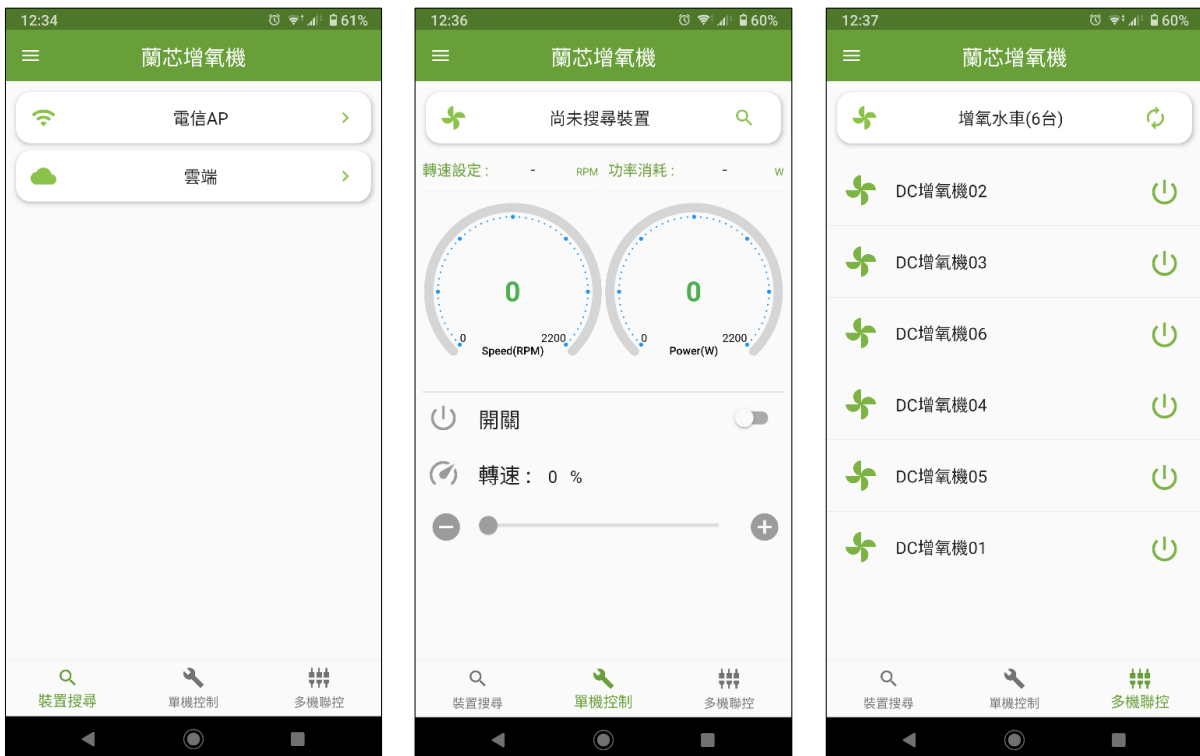 12:34 61%
蘭芯增氧機
電信AP
雲端
裝置搜尋 單機控制 多機聯控
12:36 60%
蘭芯增氧機
尚未搜尋裝置
轉速設定 : - RPM 功率消耗 : - W
0 0
0 2200 0 2200
Speed(RPM) Power(W)
開關
轉速 : 0 %
裝置搜尋 單機控制 多機聯控
12:37 60%
蘭芯增氧機
增氧水車(6台)
DC增氧機02
DC增氧機03
DC增氧機06
DC增氧機04
DC增氧機05
DC增氧機01
裝置搜尋 單機控制 多機聯控